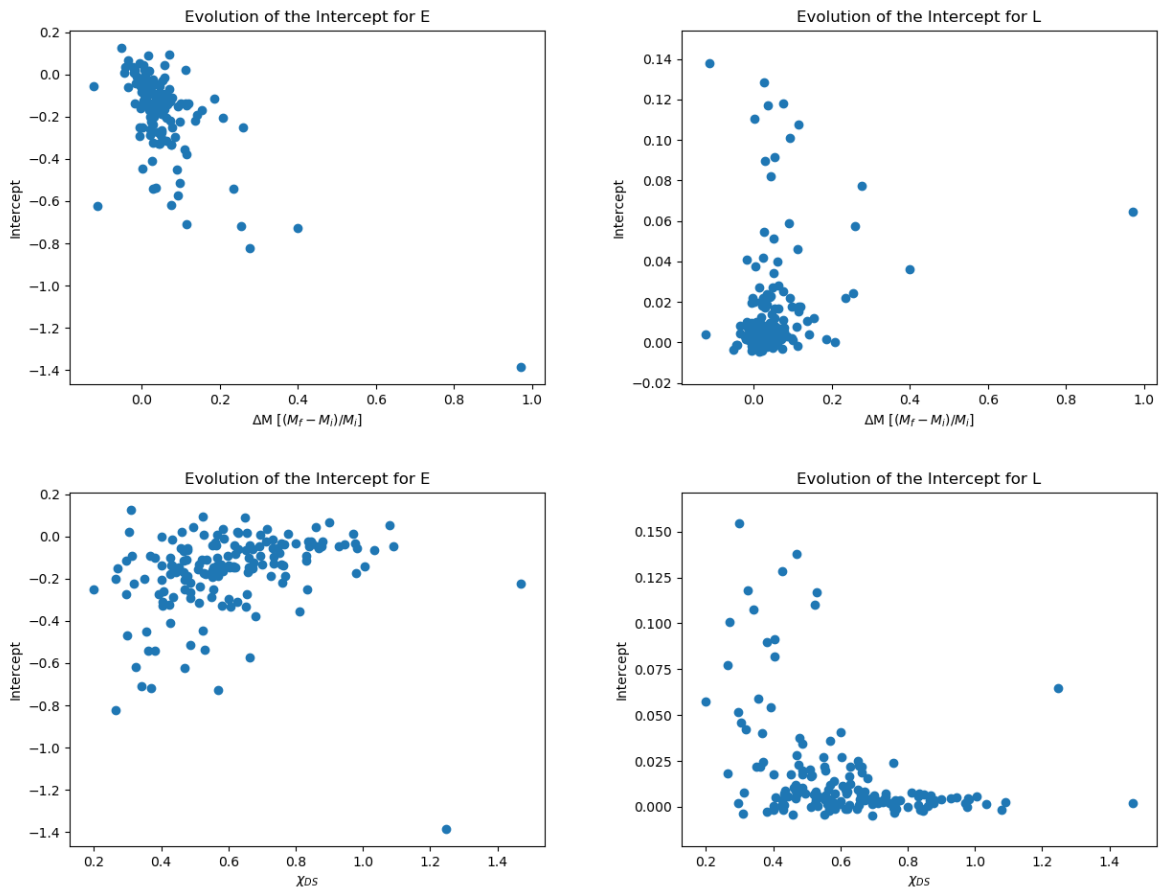 Evolution of the Intercept for E
0.2
0.0
−0.2
−0.4
−0.6
−0.8
−1.0
−1.2
−1.4
Intercept
0.0 0.2 0.4 0.6 0.8 1.0
ΔM [(M_f − M_i)/M_i]
Evolution of the Intercept for L
0.14
0.12
0.10
0.08
0.06
0.04
0.02
0.00
−0.02
Intercept
0.0 0.2 0.4 0.6 0.8 1.0
ΔM [(M_f − M_i)/M_i]
Evolution of the Intercept for E
0.2
0.0
−0.2
−0.4
−0.6
−0.8
−1.0
−1.2
−1.4
Intercept
0.2 0.4 0.6 0.8 1.0 1.2 1.4
χ_DS
Evolution of the Intercept for L
0.150
0.125
0.100
0.075
0.050
0.025
0.000
Intercept
0.2 0.4 0.6 0.8 1.0 1.2 1.4
χ_DS